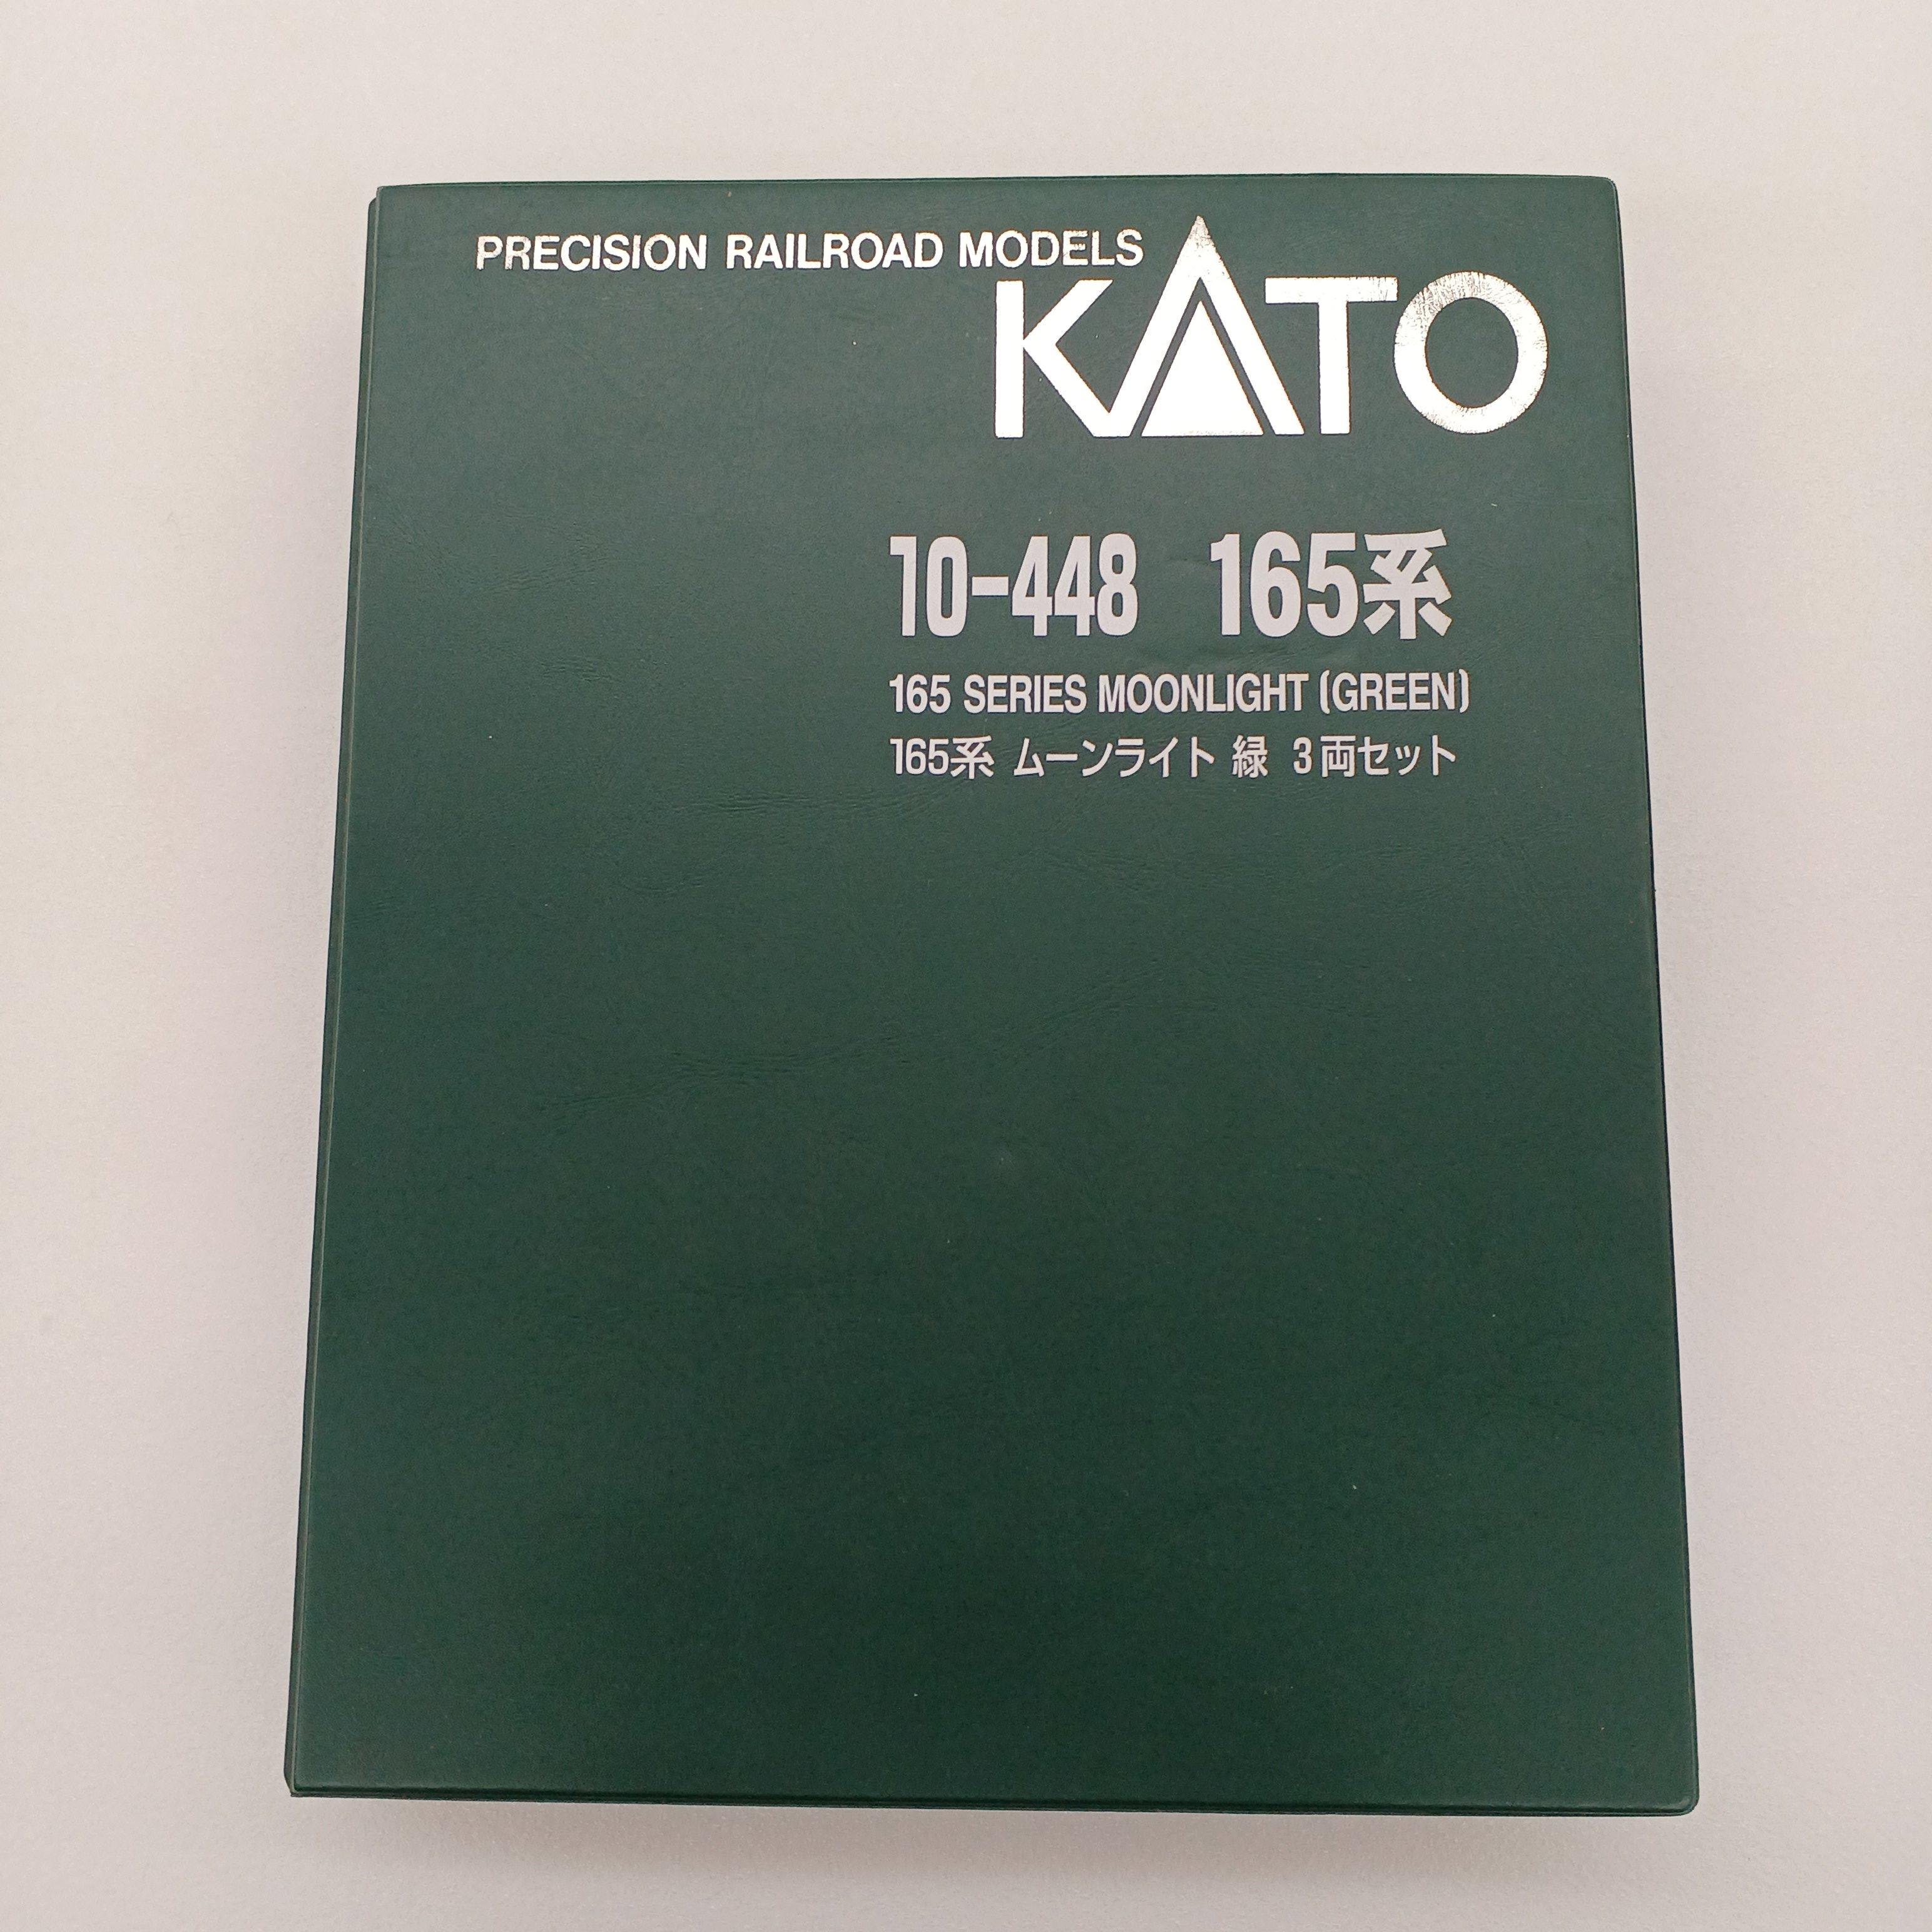 PRECISION RAILROAD MODELS
KATO
10-448 165系
165 SERIES MOONLIGHT (GREEN)
165系 ムーンライト 緑 3両セット